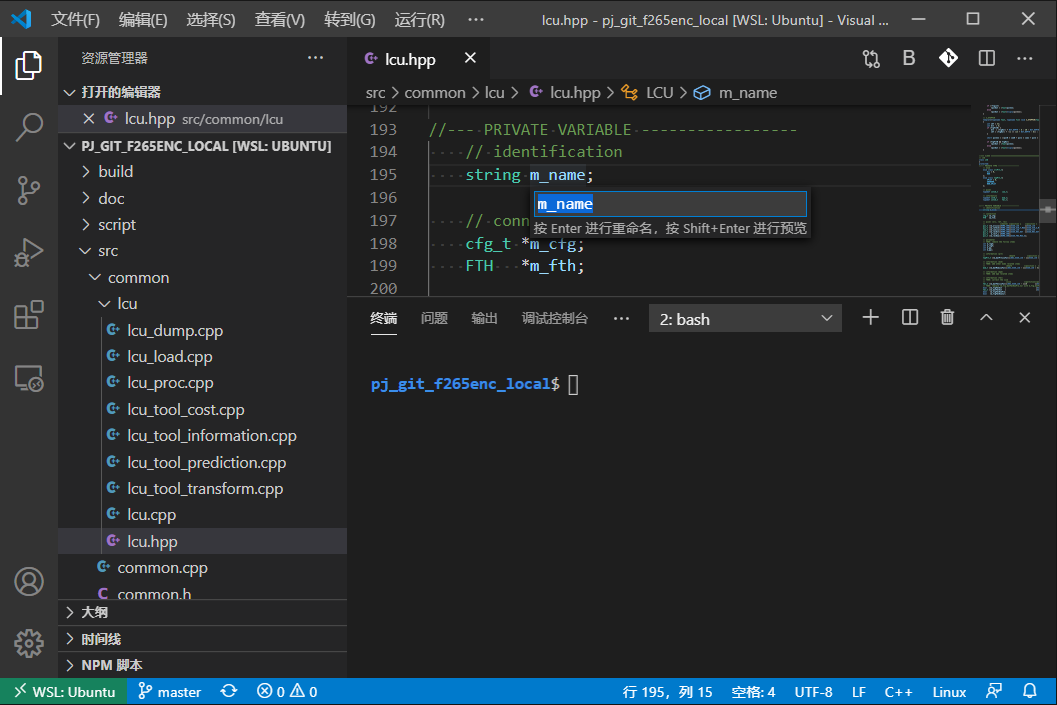 文件(F) 编辑(E) 选择(S) 查看(V) 转到(G) 运行(R) ··· lcu.hpp - pj_git_f265enc_local [WSL: Ubuntu] - Visual ...
资源管理器 ···
打开的编辑器
lcu.hpp src/common/lcu
PJ_GIT_F265ENC_LOCAL [WSL: UBUNTU]
build
doc
script
src
common
lcu
lcu_dump.cpp
lcu_load.cpp
lcu_proc.cpp
lcu_tool_cost.cpp
lcu_tool_information.cpp
lcu_tool_prediction.cpp
lcu_tool_transform.cpp
lcu.cpp
lcu.hpp
common.cpp
common.h
大纲
时间线
NPM 脚本
lcu.hpp
src > common > lcu > lcu.hpp > LCU > m_name
192
193 //---- PRIVATE VARIABLE -----------------
194 // identification
195 string m_name;
m_name
按 Enter 进行重命名，按 Shift+Enter 进行预览
196
197 // conn
198 cfg_t *m_cfg;
199 FTH *m_fth;
200
终端 问题 输出 调试控制台 ··· 2: bash
pj_git_f265enc_local$
WSL: Ubuntu master 0 0 行 195，列 15 空格: 4 UTF-8 LF C++ Linux